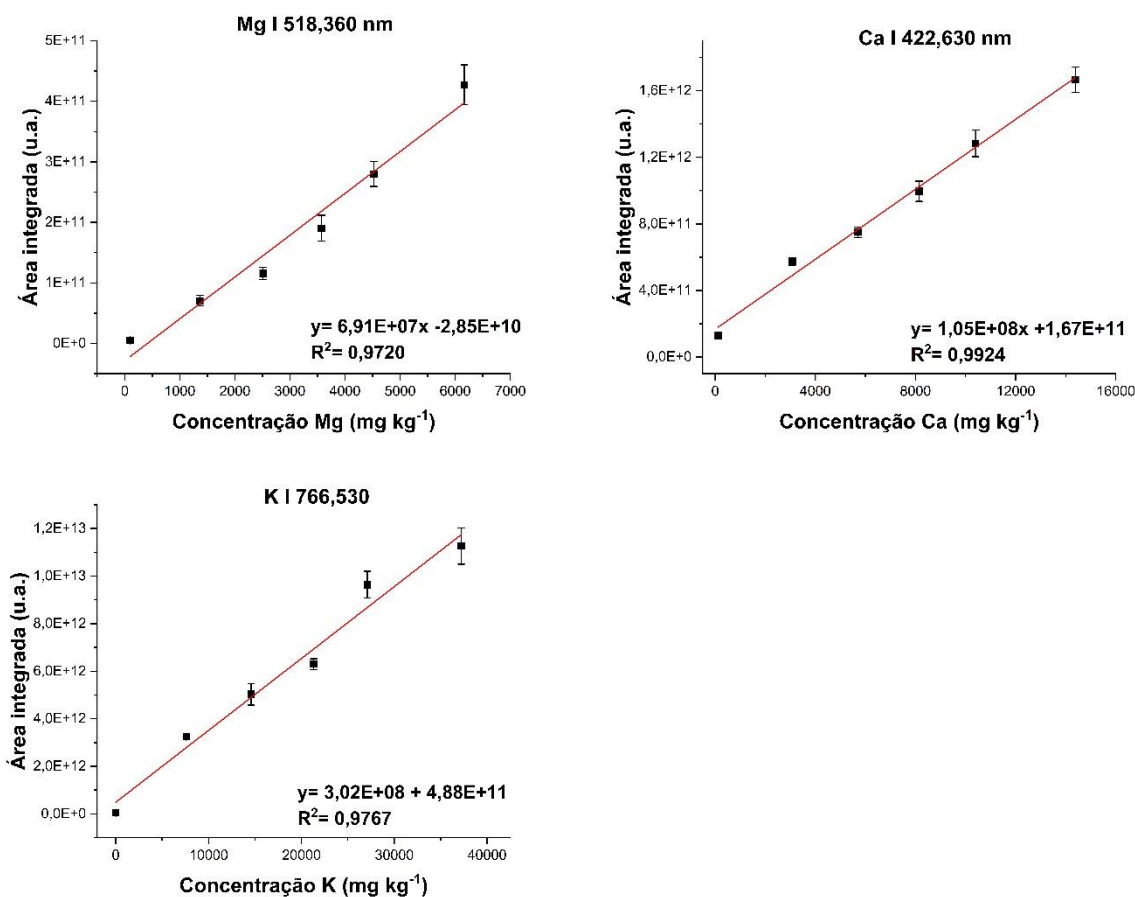 Mg I 518,360 nm
5E+11
4E+11
3E+11
2E+11
1E+11
0E+0
Área integrada (u.a.)
y= 6,91E+07x -2,85E+10
R²= 0,9720
0 1000 2000 3000 4000 5000 6000 7000
Concentração Mg (mg kg⁻¹)
Ca I 422,630 nm
1,6E+12
1,2E+12
8,0E+11
4,0E+11
0,0E+0
Área integrada (u.a.)
y= 1,05E+08x +1,67E+11
R²= 0,9924
0 4000 8000 12000 16000
Concentração Ca (mg kg⁻¹)
K I 766,530
1,2E+13
1,0E+13
8,0E+12
6,0E+12
4,0E+12
2,0E+12
0,0E+0
Área integrada (u.a.)
y= 3,02E+08 + 4,88E+11
R²= 0,9767
0 10000 20000 30000 40000
Concentração K (mg kg⁻¹)